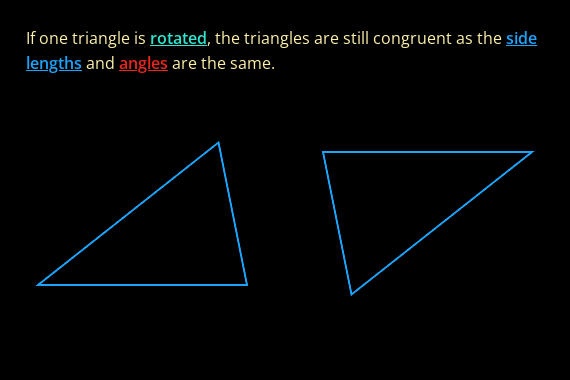 If one triangle is rotated, the triangles are still congruent as the side
lengths and angles are the same.